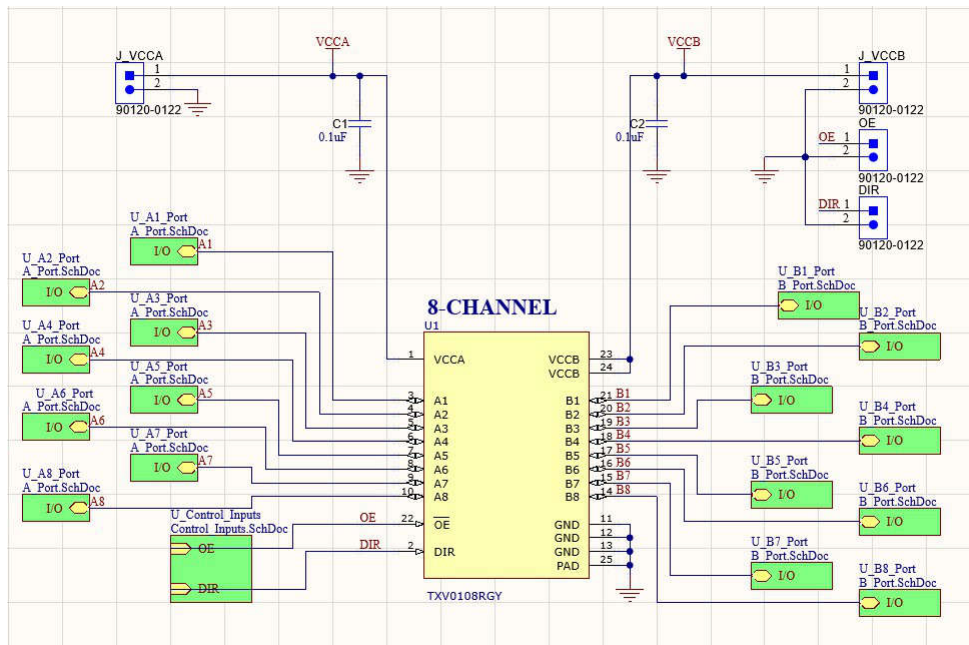 VCCA
VCCB
J_VCCA
1
2
90120-0122
C1
0.1uF
C2
0.1uF
J_VCCB
1
2
90120-0122
OE
OE 1
2
90120-0122
DIR
DIR 1
2
90120-0122
U_A1_Port
A_Port.SchDoc
I/O A1
U_A2_Port
A_Port.SchDoc
I/O A2
U_A3_Port
A_Port.SchDoc
I/O A3
U_A4_Port
A_Port.SchDoc
I/O A4
U_A5_Port
A_Port.SchDoc
I/O A5
U_A6_Port
A_Port.SchDoc
I/O A6
U_A7_Port
A_Port.SchDoc
I/O A7
U_A8_Port
A_Port.SchDoc
I/O A8
U_Control_Inputs
Control_Inputs.SchDoc
OE
DIR
OE
DIR
8-CHANNEL
U1
1 VCCA
3 A1
4 A2
5 A3
6 A4
7 A5
8 A6
9 A7
10 A8
22 OE
2 DIR
VCCB 23
VCCB 24
B1 21 B1
B2 20 B2
B3 19 B3
B4 18 B4
B5 17 B5
B6 16 B6
B7 15 B7
B8 14 B8
GND 11
GND 12
GND 13
PAD 25
TXV0108RGY
U_B1_Port
B_Port.SchDoc
I/O
U_B2_Port
B_Port.SchDoc
I/O
U_B3_Port
B_Port.SchDoc
I/O
U_B4_Port
B_Port.SchDoc
I/O
U_B5_Port
B_Port.SchDoc
I/O
U_B6_Port
B_Port.SchDoc
I/O
U_B7_Port
B_Port.SchDoc
I/O
U_B8_Port
B_Port.SchDoc
I/O